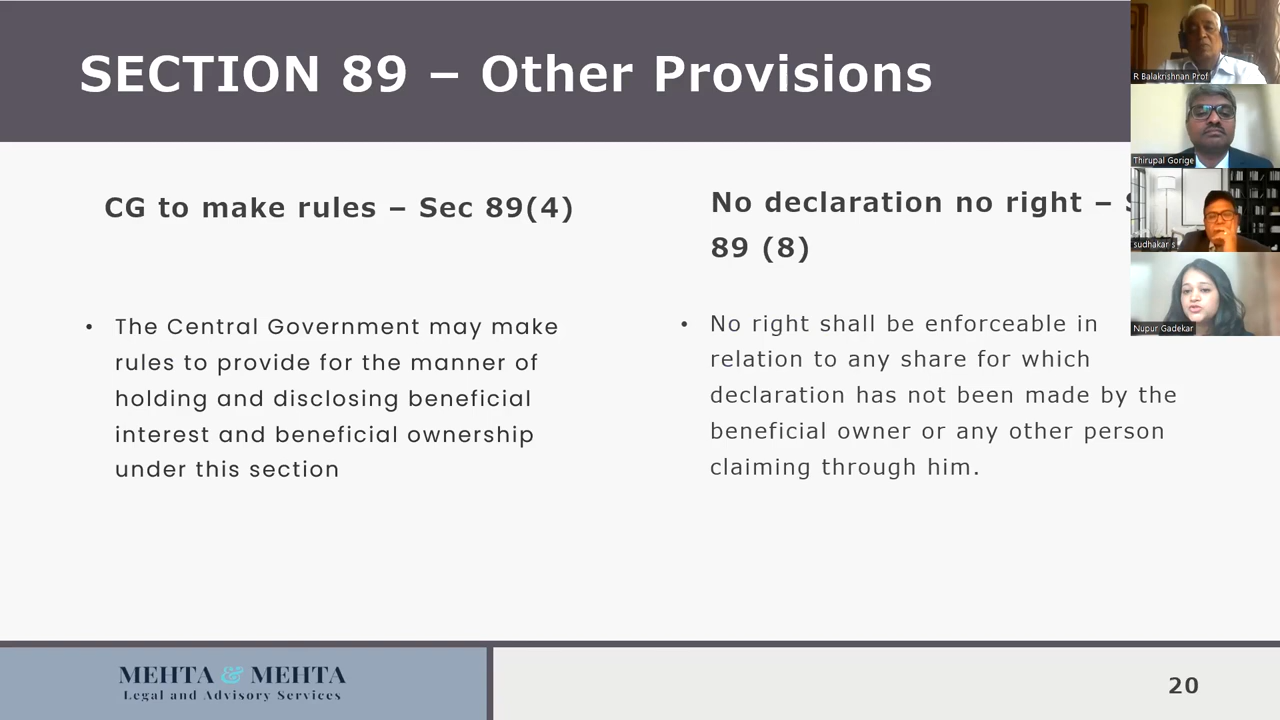 SECTION 89 – Other Provisions
R Balakrishnan Prof
Thirupal Gorige
sudhakar s
Nupur Gadekar
CG to make rules – Sec 89(4)
• The Central Government may make
rules to provide for the manner of
holding and disclosing beneficial
interest and beneficial ownership
under this section
No declaration no right –
89 (8)
• No right shall be enforceable in
relation to any share for which
declaration has not been made by the
beneficial owner or any other person
claiming through him.
MEHTA & MEHTA
Legal and Advisory Services
20